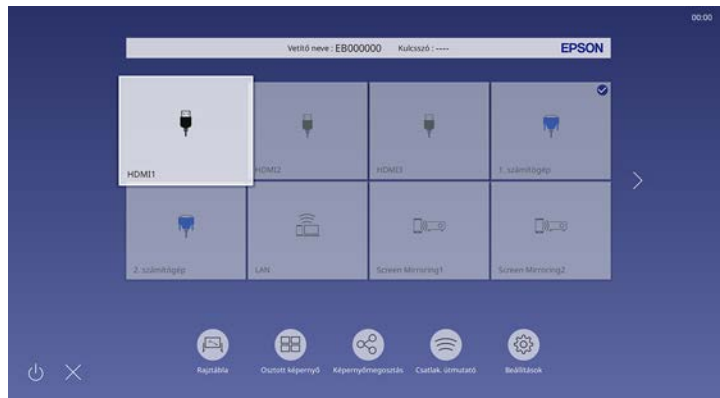 00:00
Vetítő neve : EB000000 Kulcsszó : ---- EPSON
HDMI1 HDMI2 HDMI3 1. számítógép
2. számítógép LAN Screen Mirroring1 Screen Mirroring2
Rajztábla Osztott képernyő Képernyőmegosztás Csatlak. útmutató Beállítások